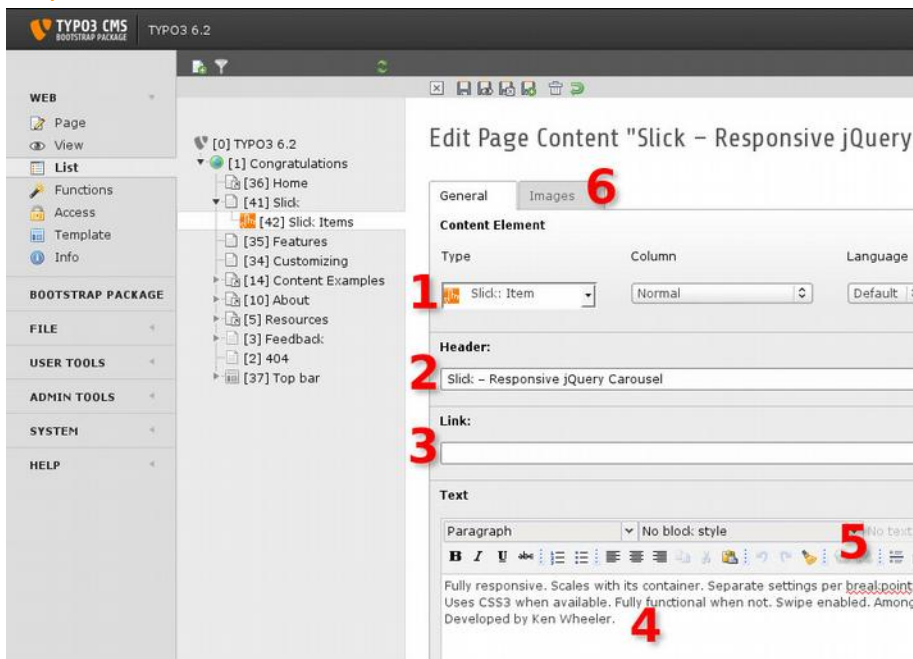 TYPO3 CMS
BOOTSTRAP PACKAGE
TYPO3 6.2
WEB
Page
View
List
Functions
Access
Template
Info
BOOTSTRAP PACKAGE
FILE
USER TOOLS
ADMIN TOOLS
SYSTEM
HELP
[0] TYPO3 6.2
[1] Congratulations
[36] Home
[41] Slick
[42] Slick Items
[35] Features
[34] Customizing
[14] Content Examples
[10] About
[5] Resources
[3] Feedback
[2] 404
[37] Top bar
Edit Page Content "Slick – Responsive jQuery
General Images 6
Content Element
Type Column Language
1 Slick: Item Normal Default
Header:
2 Slick – Responsive jQuery Carousel
Link:
3
Text
Paragraph No block style No text
5
B I U abc
Fully responsive. Scales with its container. Separate settings per breakpoint
Uses CSS3 when available. Fully functional when not. Swipe enabled. Among
Developed by Ken Wheeler.
4